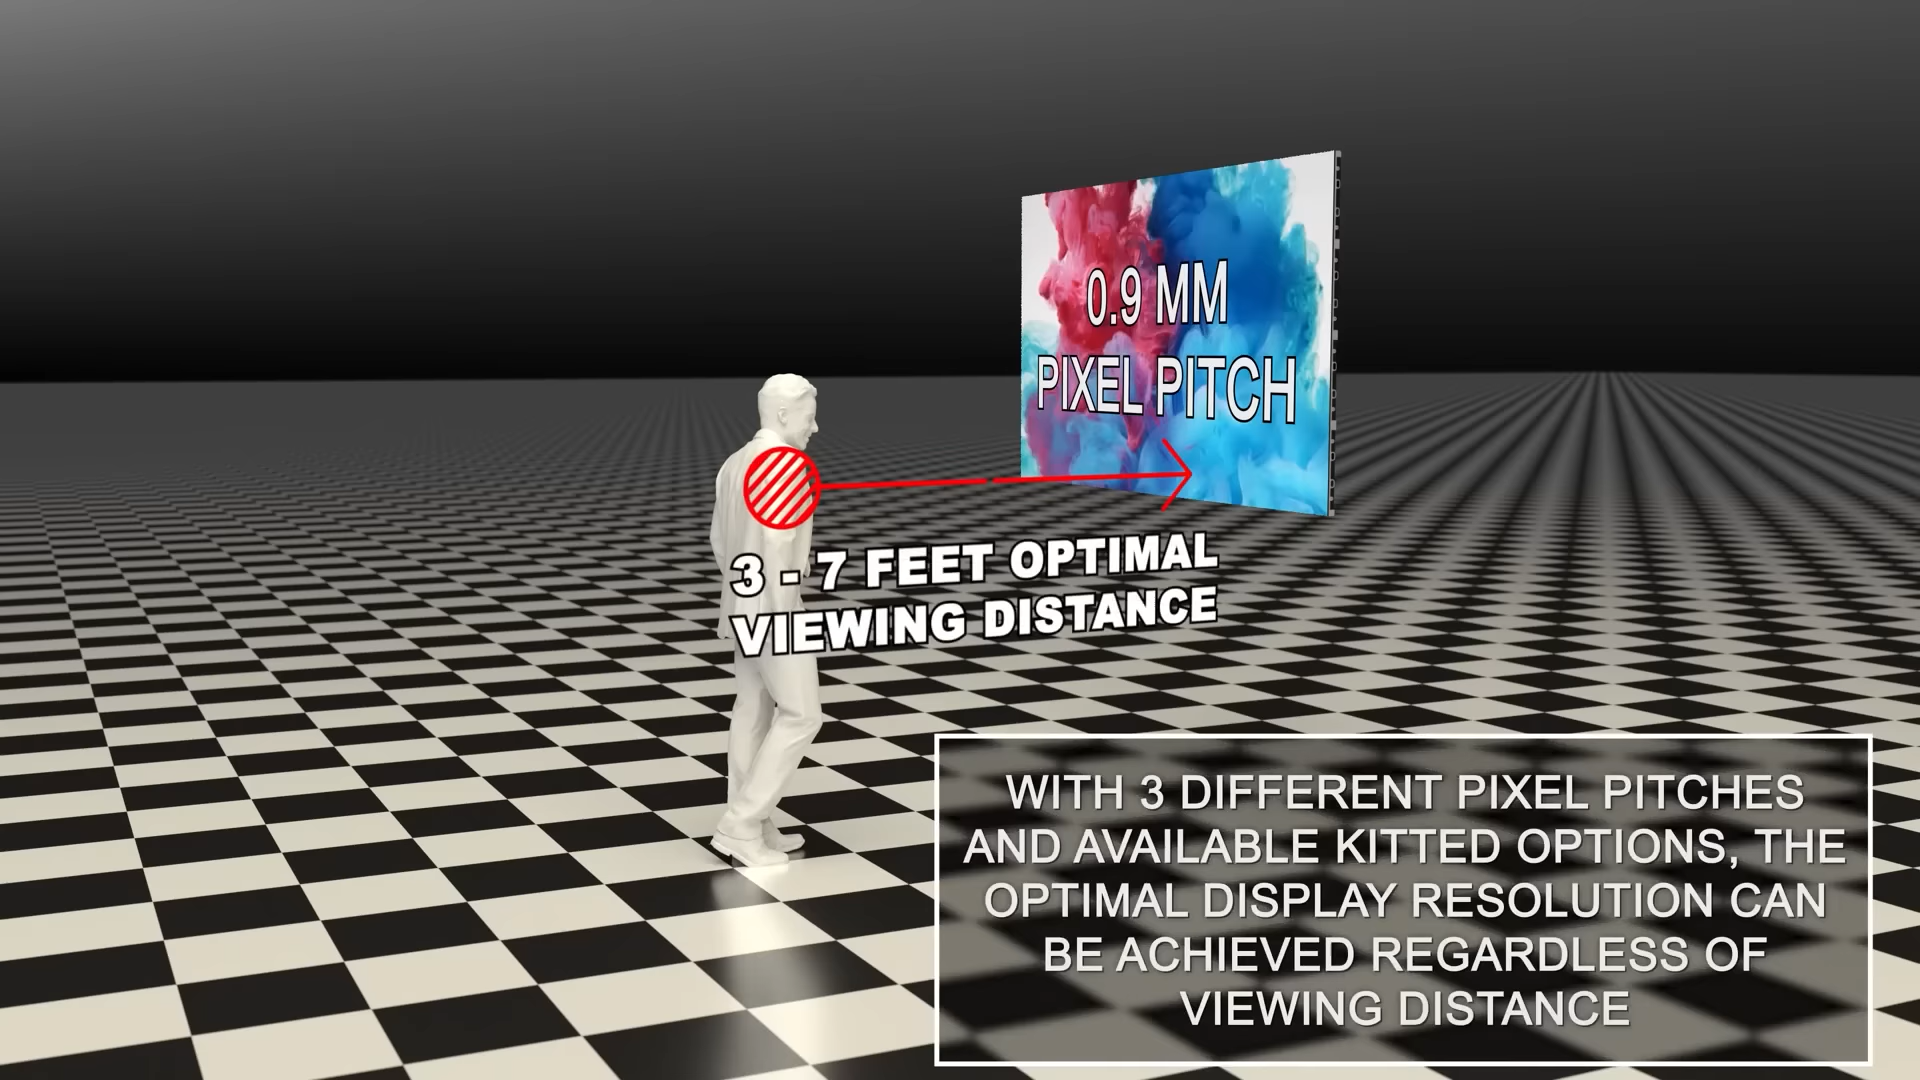 0.9 MM
PIXEL PITCH
3 - 7 FEET OPTIMAL
VIEWING DISTANCE
WITH 3 DIFFERENT PIXEL PITCHES
AND AVAILABLE KITTED OPTIONS, THE
OPTIMAL DISPLAY RESOLUTION CAN
BE ACHIEVED REGARDLESS OF
VIEWING DISTANCE